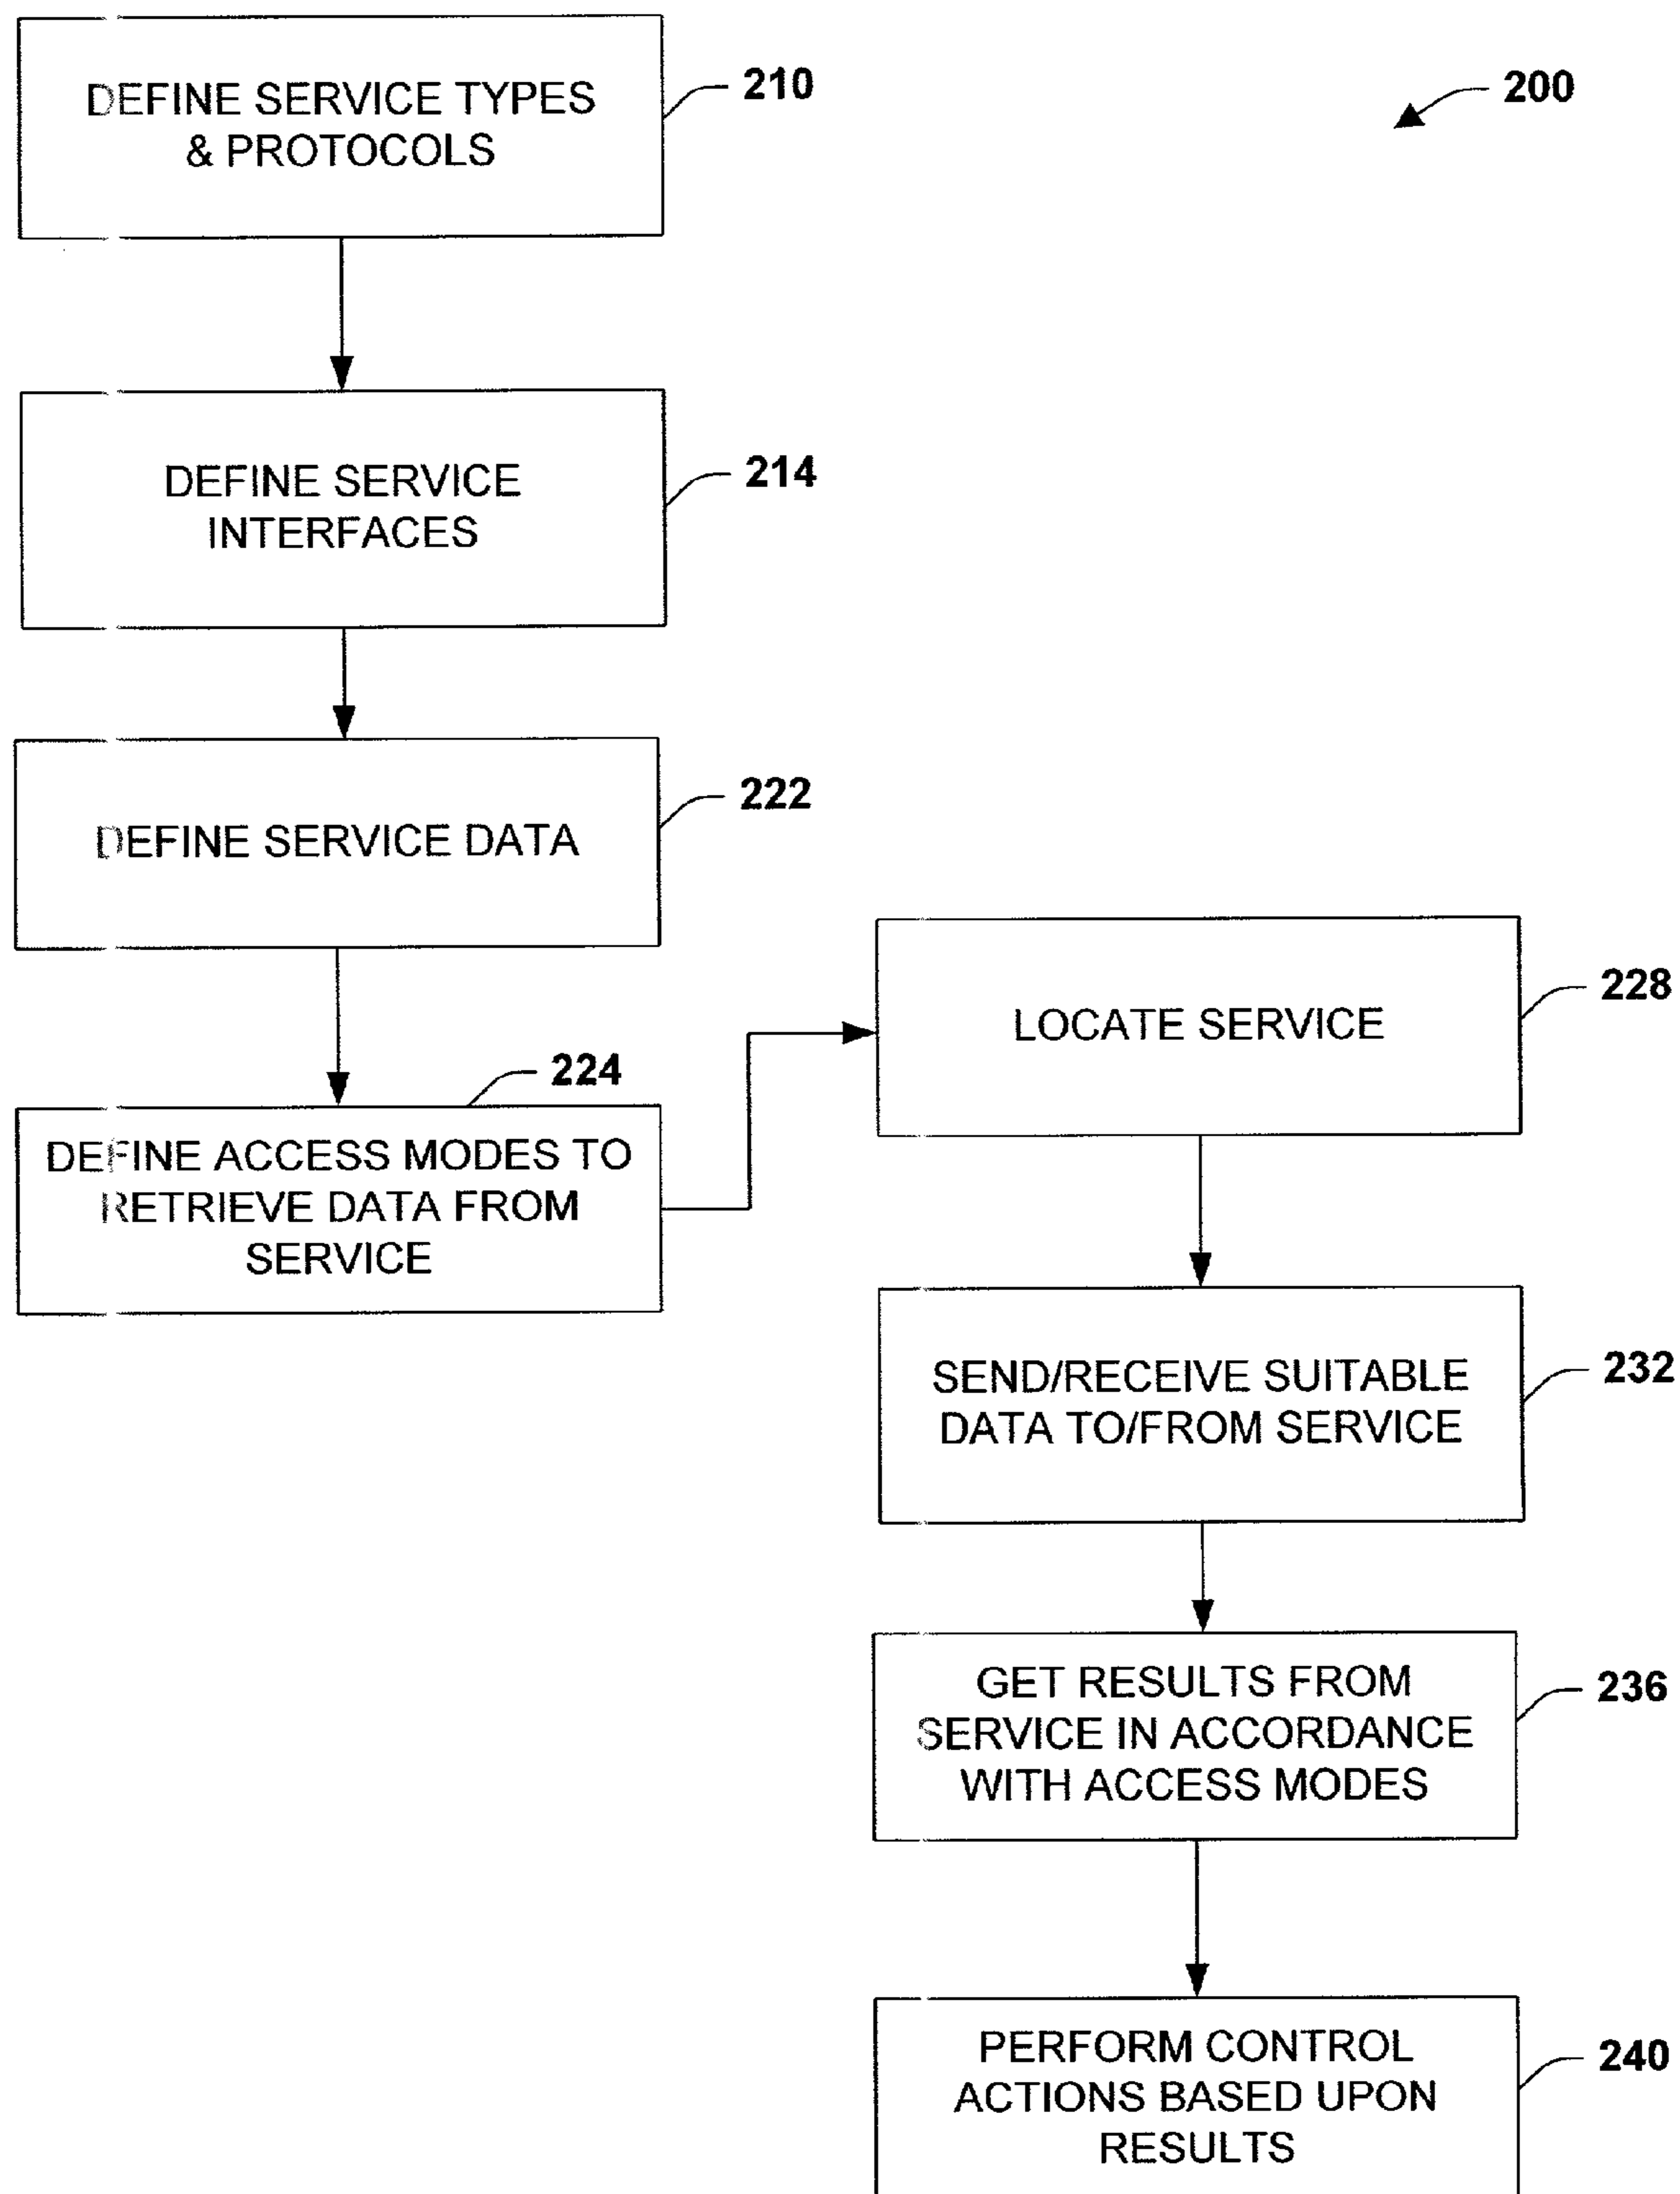 DEFINE SERVICE TYPES
& PROTOCOLS
210
200
DEFINE SERVICE
INTERFACES
214
DEFINE SERVICE DATA
222
224
DEFINE ACCESS MODES TO
RETRIEVE DATA FROM
SERVICE
LOCATE SERVICE
228
SEND/RECEIVE SUITABLE
DATA TO/FROM SERVICE
232
GET RESULTS FROM
SERVICE IN ACCORDANCE
WITH ACCESS MODES
236
PERFORM CONTROL
ACTIONS BASED UPON
RESULTS
240